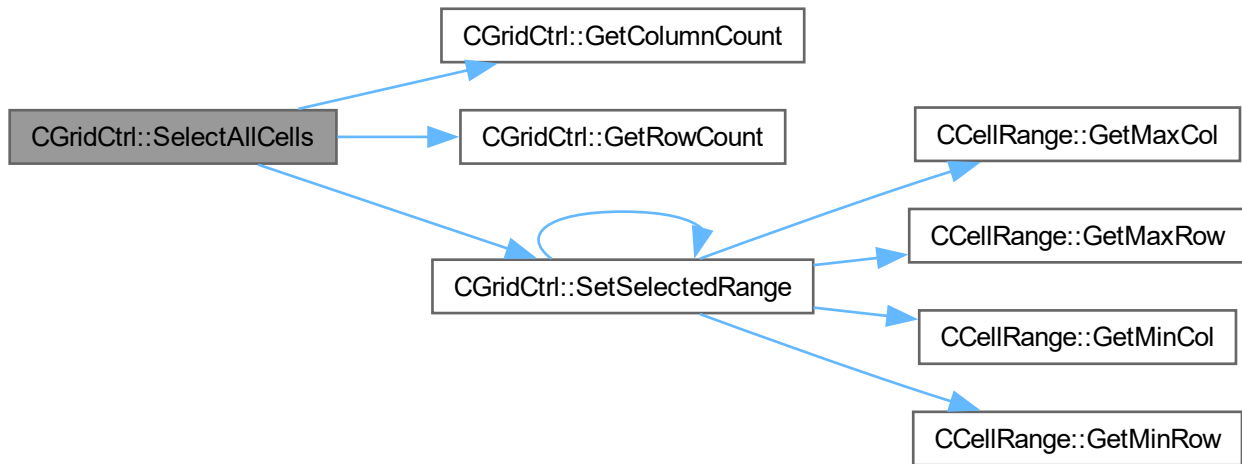 CGridCtrl::GetColumnCount
CGridCtrl::SelectAllCells
CGridCtrl::GetRowCount
CCellRange::GetMaxCol
CCellRange::GetMaxRow
CGridCtrl::SetSelectedRange
CCellRange::GetMinCol
CCellRange::GetMinRow